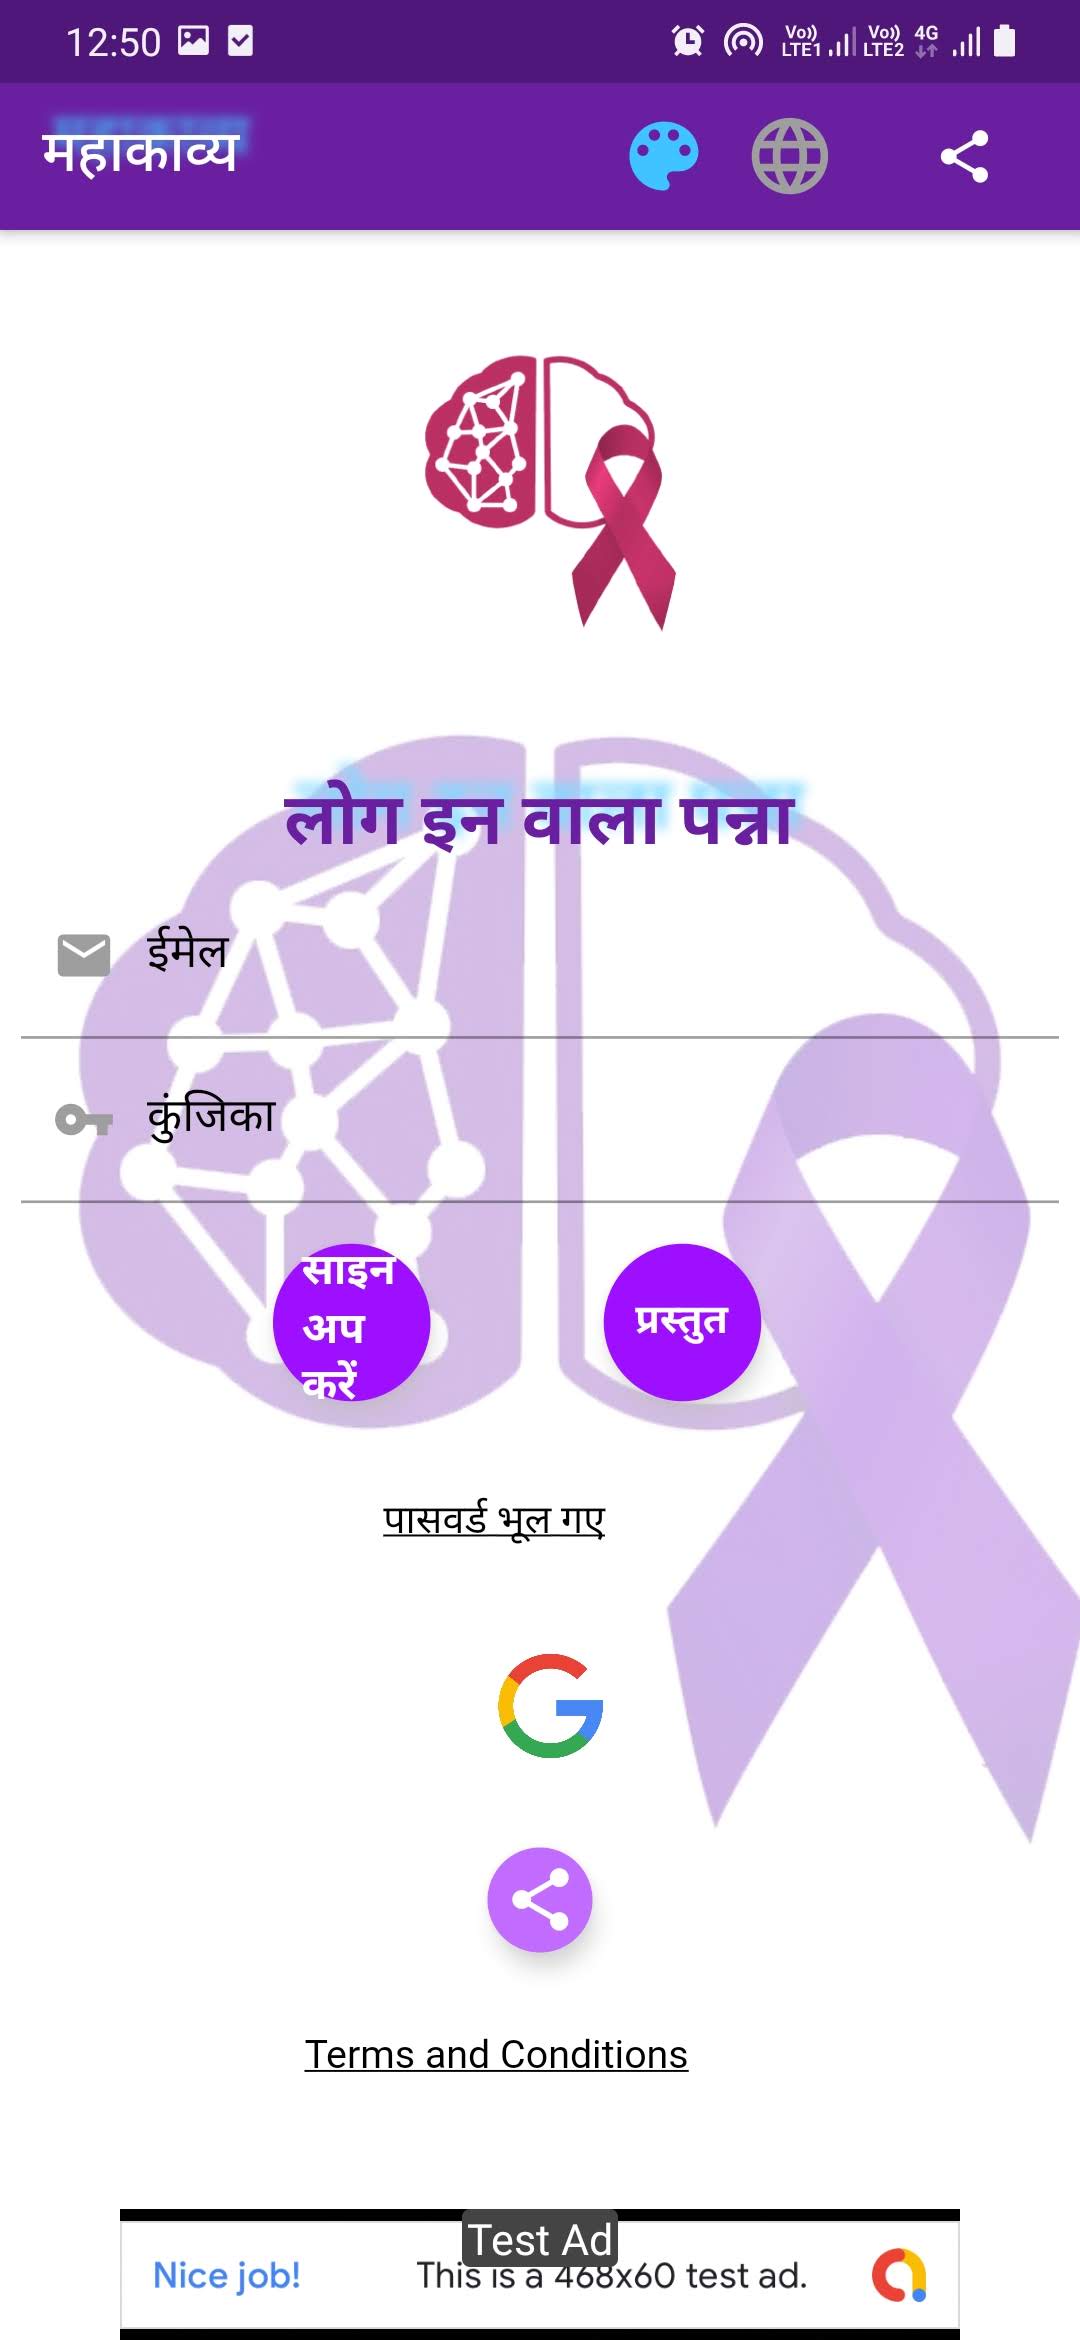 12:50
Vo)) LTE1 Vo)) LTE2 4G
महाकाव्य
लोग इन वाला पन्ना
ईमेल
कुंजिका
साइन
अप
करें
प्रस्तुत
पासवर्ड भूल गए
Terms and Conditions
Test Ad
Nice job! This is a 468x60 test ad.